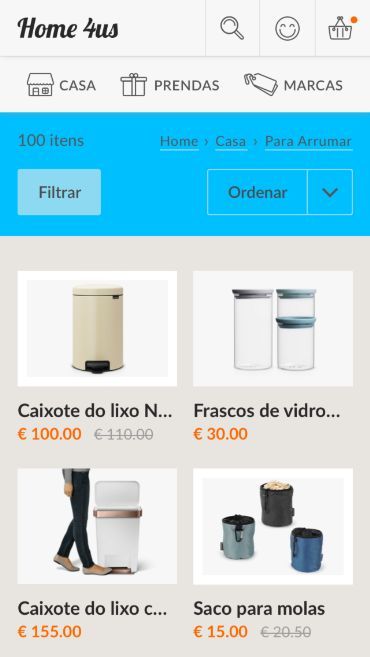 Home 4us
CASA
PRENDAS
MARCAS
100 itens
Home › Casa › Para Arrumar
Filtrar
Ordenar
Caixote do lixo N...
€ 100.00 € 110.00
Frascos de vidro...
€ 30.00
Caixote do lixo c...
€ 155.00
Saco para molas
€ 15.00 € 20.50